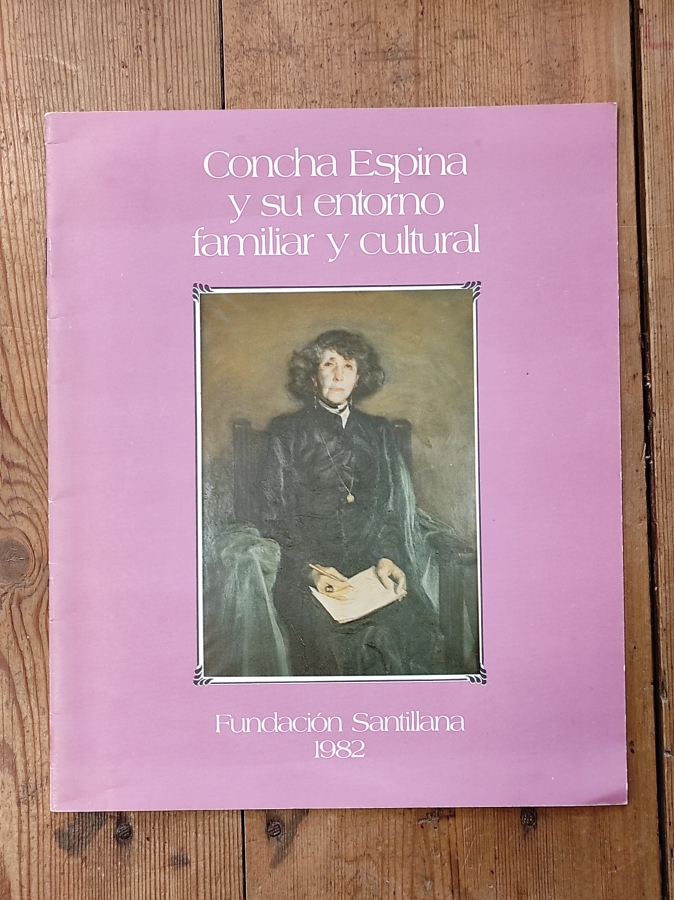 Concha Espina
y su entorno
familiar y cultural
Fundación Santillana
1982